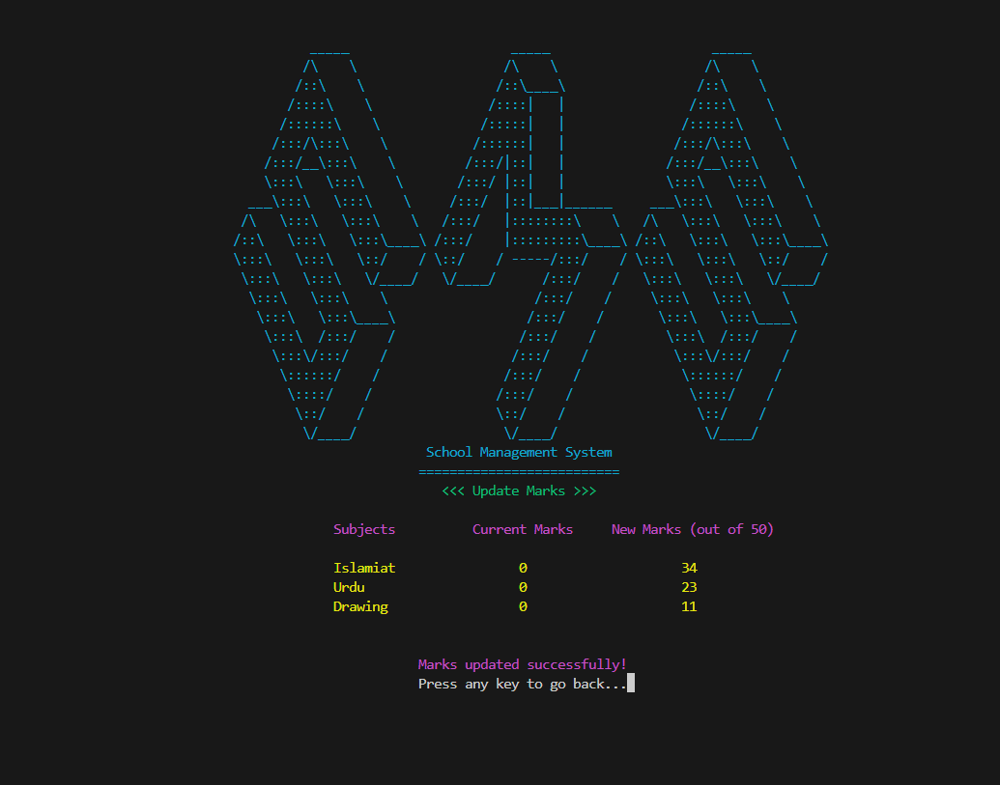 School Management System
==========================
<<< Update Marks >>>
Subjects Current Marks New Marks (out of 50)
Islamiat 0 34
Urdu 0 23
Drawing 0 11
Marks updated successfully!
Press any key to go back...